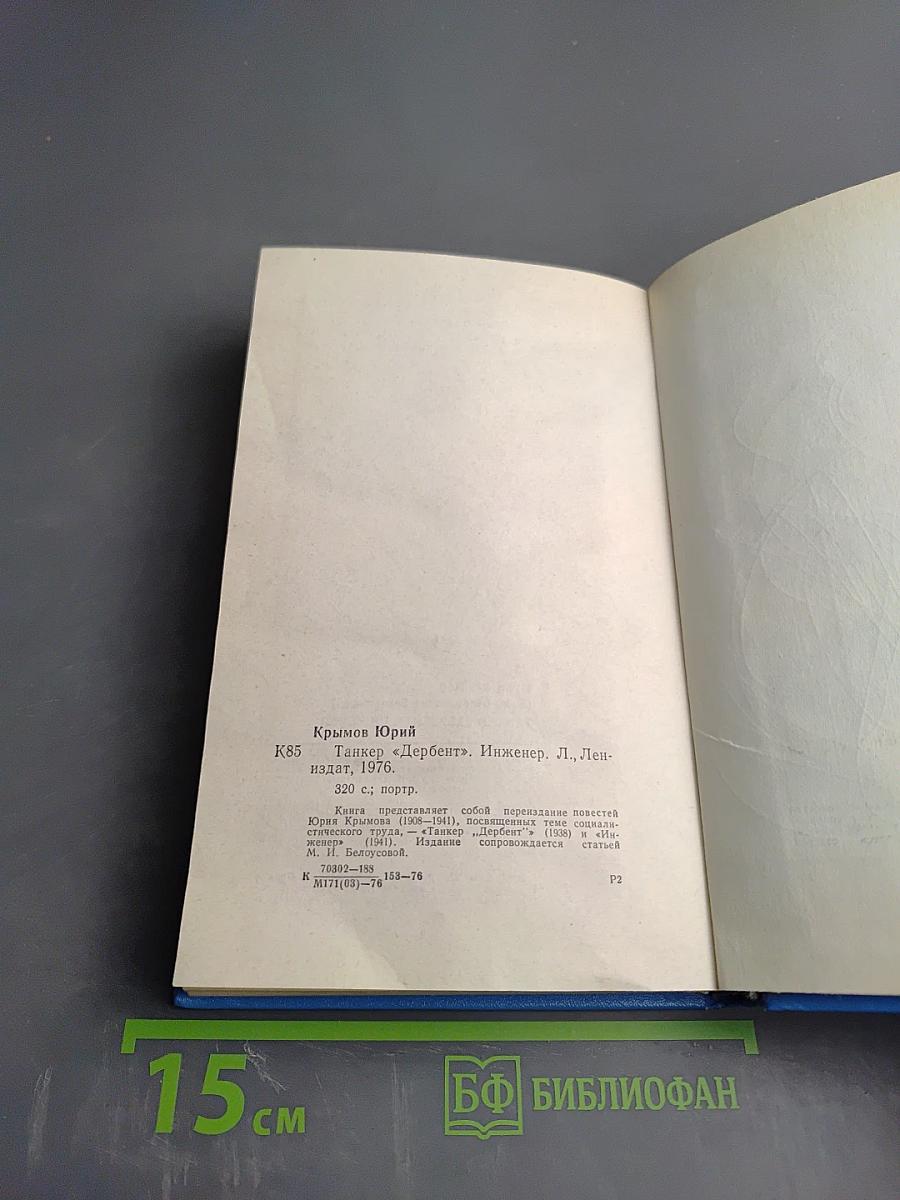 Крымов Юрий
К85 Танкер «Дербент». Инженер. Л., Лен-
издат, 1976.
320 с.; портр.
Книга представляет собой переиздание повестей
Юрия Крымова (1908—1941), посвященных теме социали-
стического труда, — «Танкер „Дербент"» (1938) и «Ин-
женер» (1941). Издание сопровождается статьей
М. И. Белоусовой.
70302—188
К 153—76
М171(03)—76
Р2
15 см
БФ БИБЛИОФАН